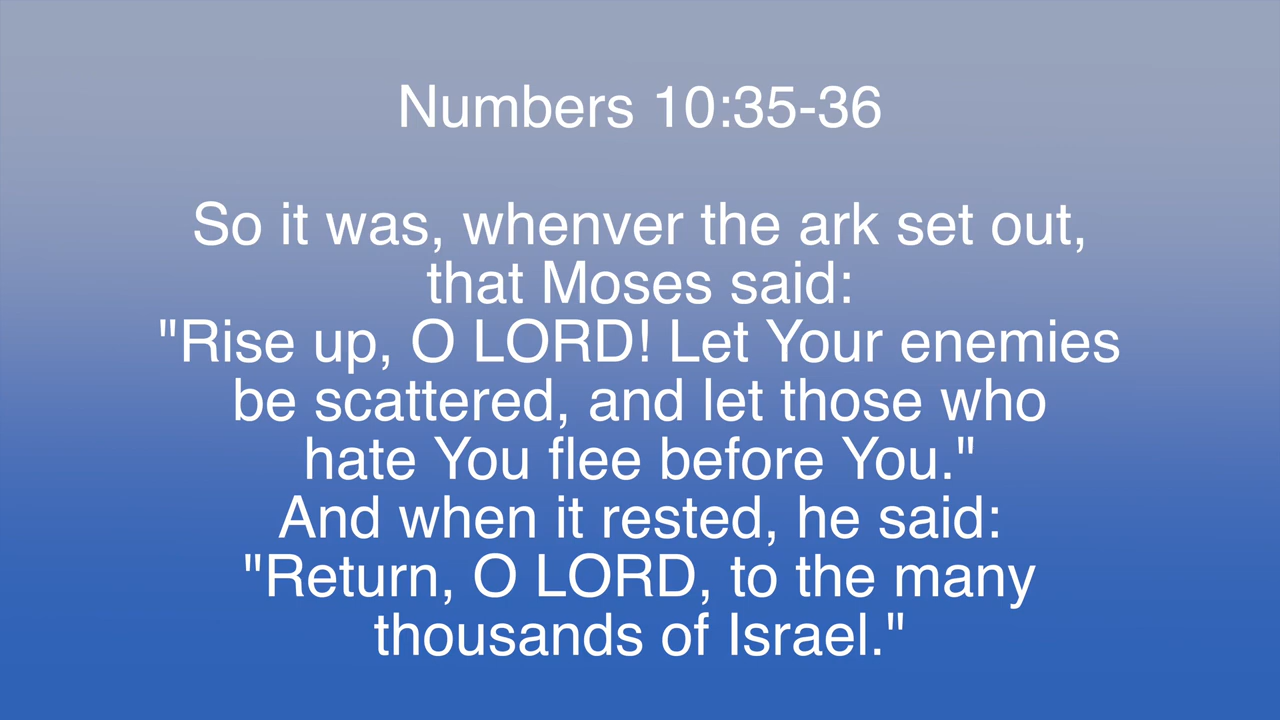 Numbers 10:35-36
So it was, whenver the ark set out,
that Moses said:
"Rise up, O LORD! Let Your enemies
be scattered, and let those who
hate You flee before You."
And when it rested, he said:
"Return, O LORD, to the many
thousands of Israel."